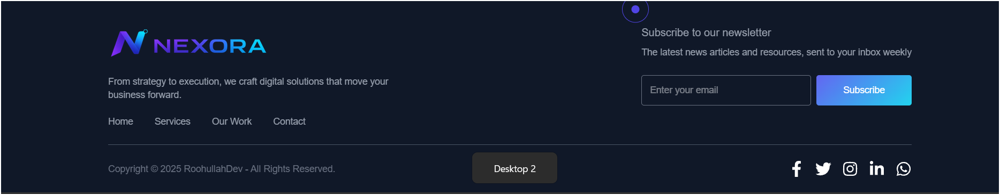 NEXORA
From strategy to execution, we craft digital solutions that move your
business forward.
Home Services Our Work Contact
Subscribe to our newsletter
The latest news articles and resources, sent to your inbox weekly
Enter your email
Subscribe
Copyright © 2025 RoohullahDev - All Rights Reserved.
Desktop 2